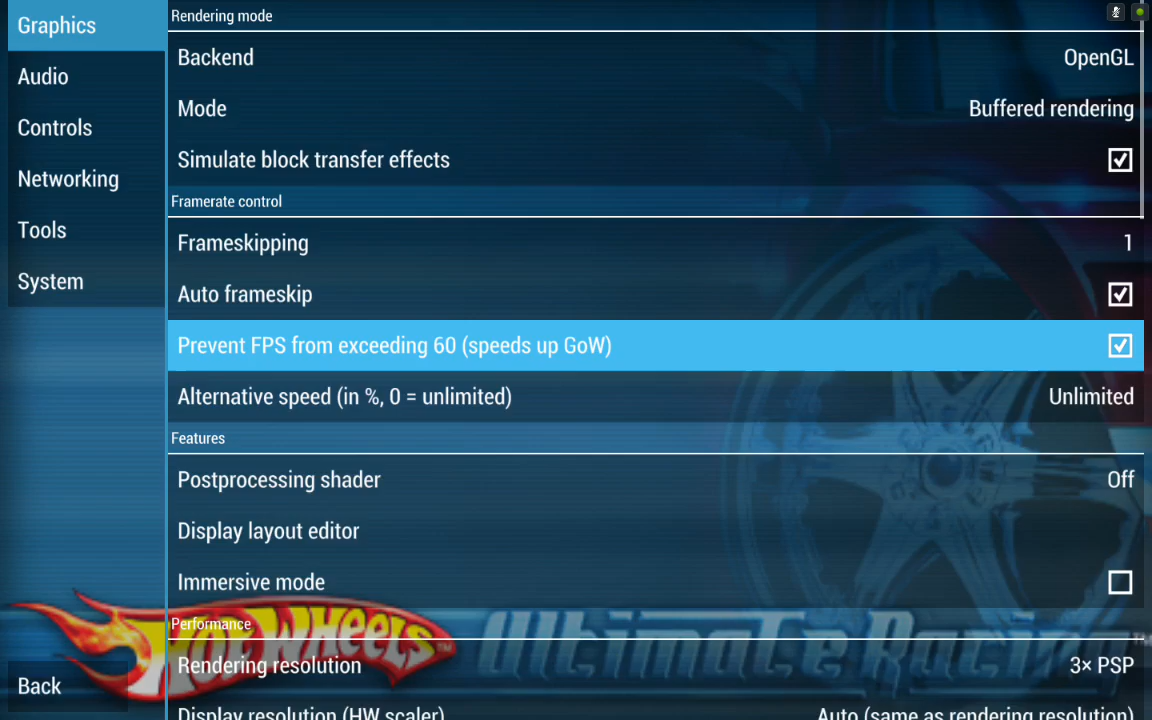 Graphics
Audio
Controls
Networking
Tools
System
Back
Rendering mode
Backend OpenGL
Mode Buffered rendering
Simulate block transfer effects
Framerate control
Frameskipping 1
Auto frameskip
Prevent FPS from exceeding 60 (speeds up GoW)
Alternative speed (in %, 0 = unlimited) Unlimited
Features
Postprocessing shader Off
Display layout editor
Immersive mode
Performance
Rendering resolution 3× PSP
Display resolution (HW scaler) Auto (same as rendering resolution)
HOT WHEELS Ultimate Racing TM